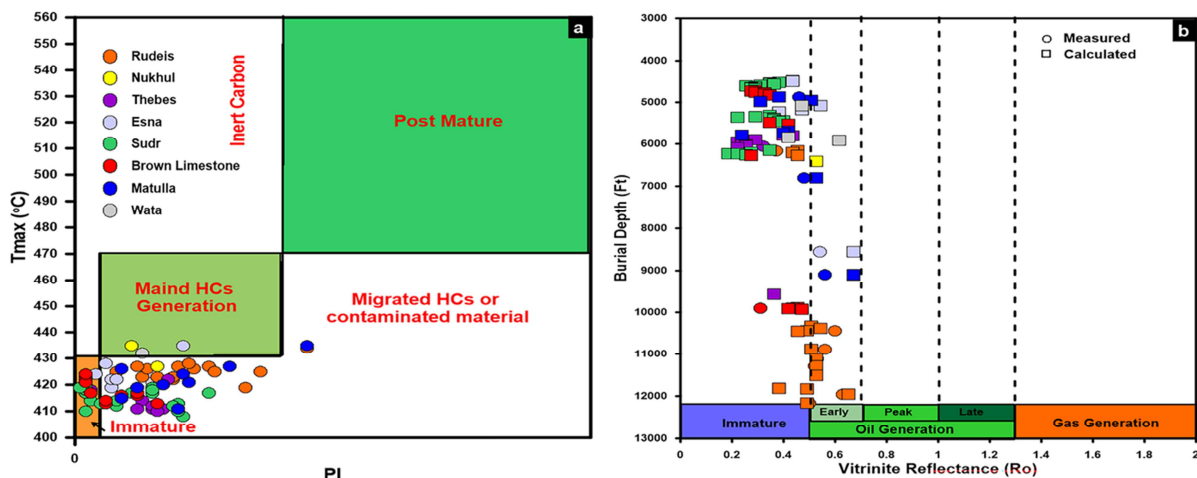 a
560
550
540
530
520
510
500
490
480
470
460
450
440
430
420
410
400
Tmax (°C)
Rudeis
Nukhul
Thebes
Esna
Sudr
Brown Limestone
Matulla
Wata
Inert Carbon
Post Mature
Maind HCs
Generation
Migrated HCs or
contaminated material
Immature
0
PI
b
3000
4000
5000
6000
7000
8000
9000
10000
11000
12000
13000
Burial Depth (Ft)
Measured
Calculated
Early
Peak
Late
Immature
Oil Generation
Gas Generation
0
0.2
0.4
0.6
0.8
1
1.2
1.4
1.6
1.8
2
Vitrinite Reflectance (Ro)